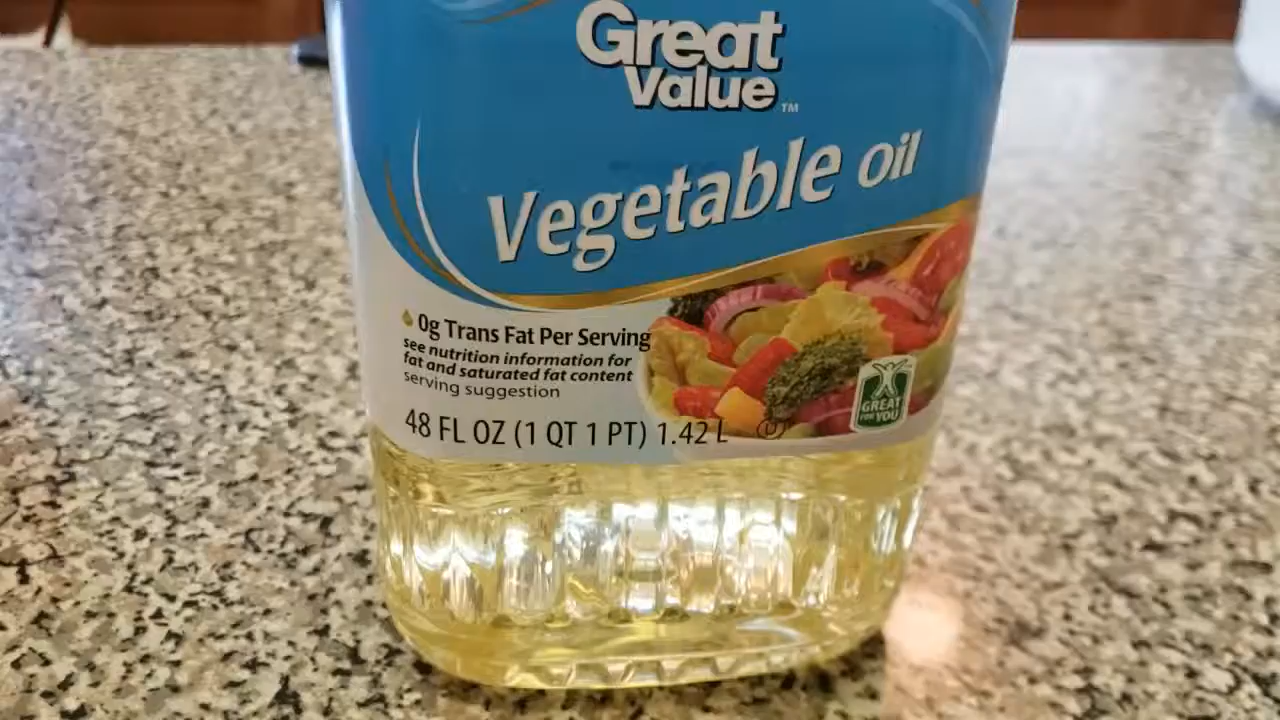 Great
Value™
Vegetable oil
0g Trans Fat Per Serving
see nutrition information for
fat and saturated fat content
serving suggestion
48 FL OZ (1 QT 1 PT) 1.42 L
U
GREAT
FOR YOU